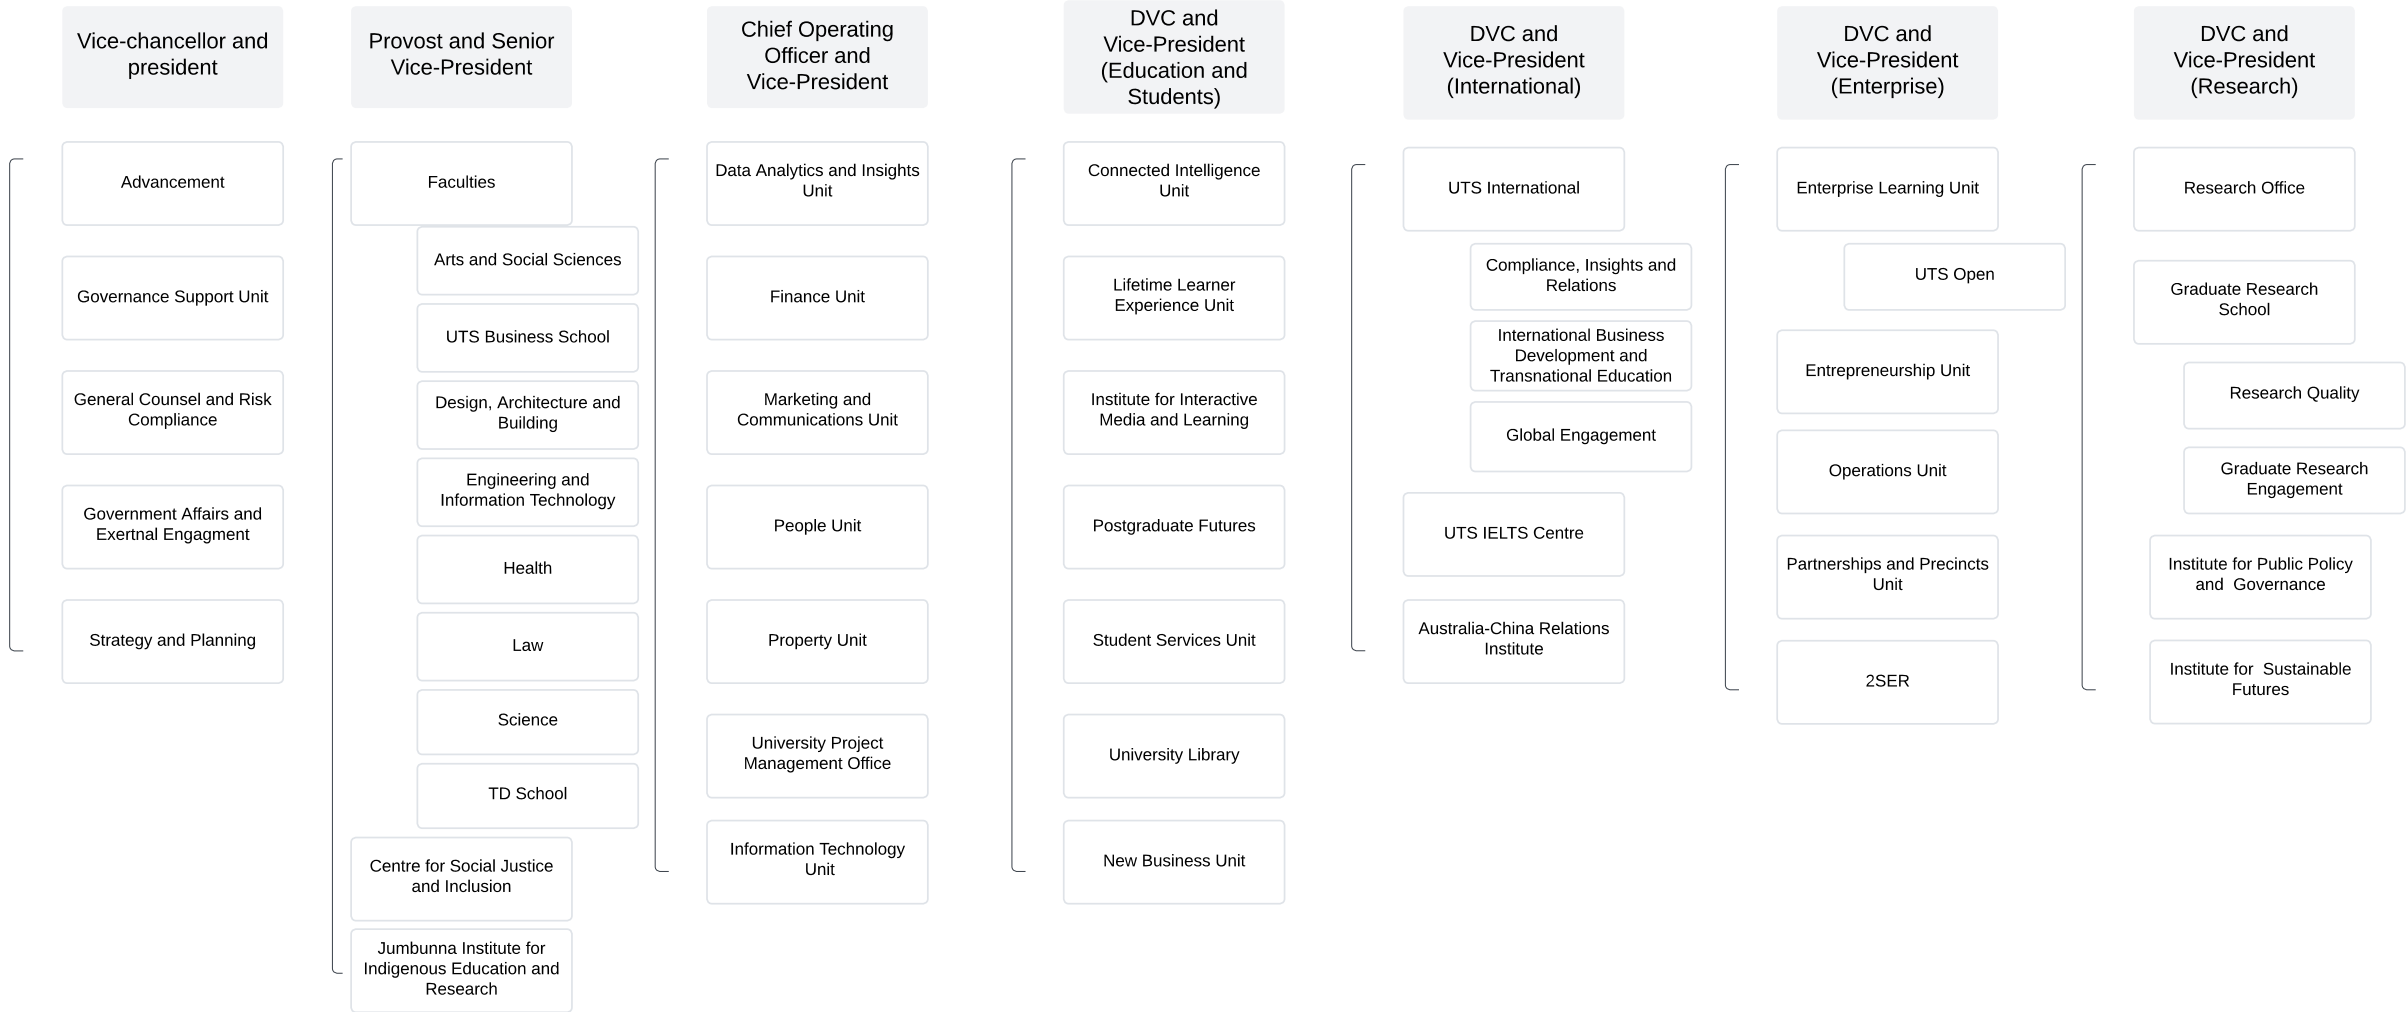 Vice-chancellor and
president
Advancement
Governance Support Unit
General Counsel and Risk
Compliance
Government Affairs and
Exertnal Engagment
Strategy and Planning
Provost and Senior
Vice-President
Faculties
Arts and Social Sciences
UTS Business School
Design, Architecture and
Building
Engineering and
Information Technology
Health
Law
Science
TD School
Centre for Social Justice
and Inclusion
Jumbunna Institute for
Indigenous Education and
Research
Chief Operating
Officer and
Vice-President
Data Analytics and Insights
Unit
Finance Unit
Marketing and
Communications Unit
People Unit
Property Unit
University Project
Management Office
Information Technology
Unit
DVC and
Vice-President
(Education and
Students)
Connected Intelligence
Unit
Lifetime Learner
Experience Unit
Institute for Interactive
Media and Learning
Postgraduate Futures
Student Services Unit
University Library
New Business Unit
DVC and
Vice-President
(International)
UTS International
Compliance, Insights and
Relations
International Business
Development and
Transnational Education
Global Engagement
UTS IELTS Centre
Australia-China Relations
Institute
DVC and
Vice-President
(Enterprise)
Enterprise Learning Unit
UTS Open
Entrepreneurship Unit
Operations Unit
Partnerships and Precincts
Unit
2SER
DVC and
Vice-President
(Research)
Research Office
Graduate Research
School
Research Quality
Graduate Research
Engagement
Institute for Public Policy
and  Governance
Institute for  Sustainable
Futures